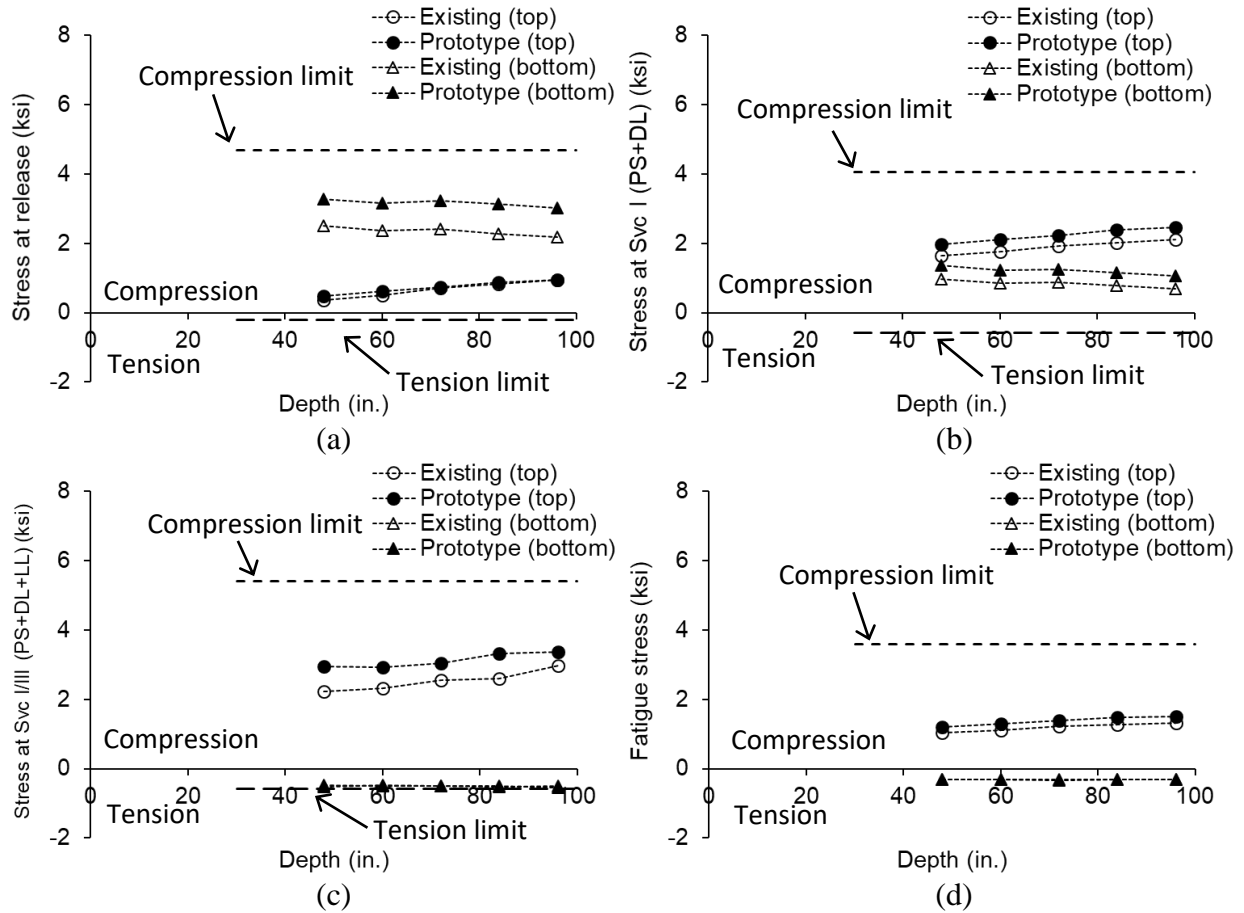 Existing (top)
Prototype (top)
Existing (bottom)
Prototype (bottom)
Compression limit
Stress at release (ksi)
8
6
4
2
0
-2
Compression
0 20 40 60 80 100
Tension
Tension limit
Depth (in.)
(a)
Existing (top)
Prototype (top)
Existing (bottom)
Prototype (bottom)
Compression limit
Stress at Svc I (PS+DL) (ksi)
8
6
4
2
0
-2
Compression
0 20 40 60 80 100
Tension
Tension limit
Depth (in.)
(b)
Existing (top)
Prototype (top)
Existing (bottom)
Prototype (bottom)
Compression limit
Stress at Svc I/III (PS+DL+LL) (ksi)
8
6
4
2
0
-2
Compression
0 20 40 60 80 100
Tension
Tension limit
Depth (in.)
(c)
Existing (top)
Prototype (top)
Existing (bottom)
Prototype (bottom)
Compression limit
Fatigue stress (ksi)
8
6
4
2
0
-2
Compression
0 20 40 60 80 100
Tension
Depth (in.)
(d)